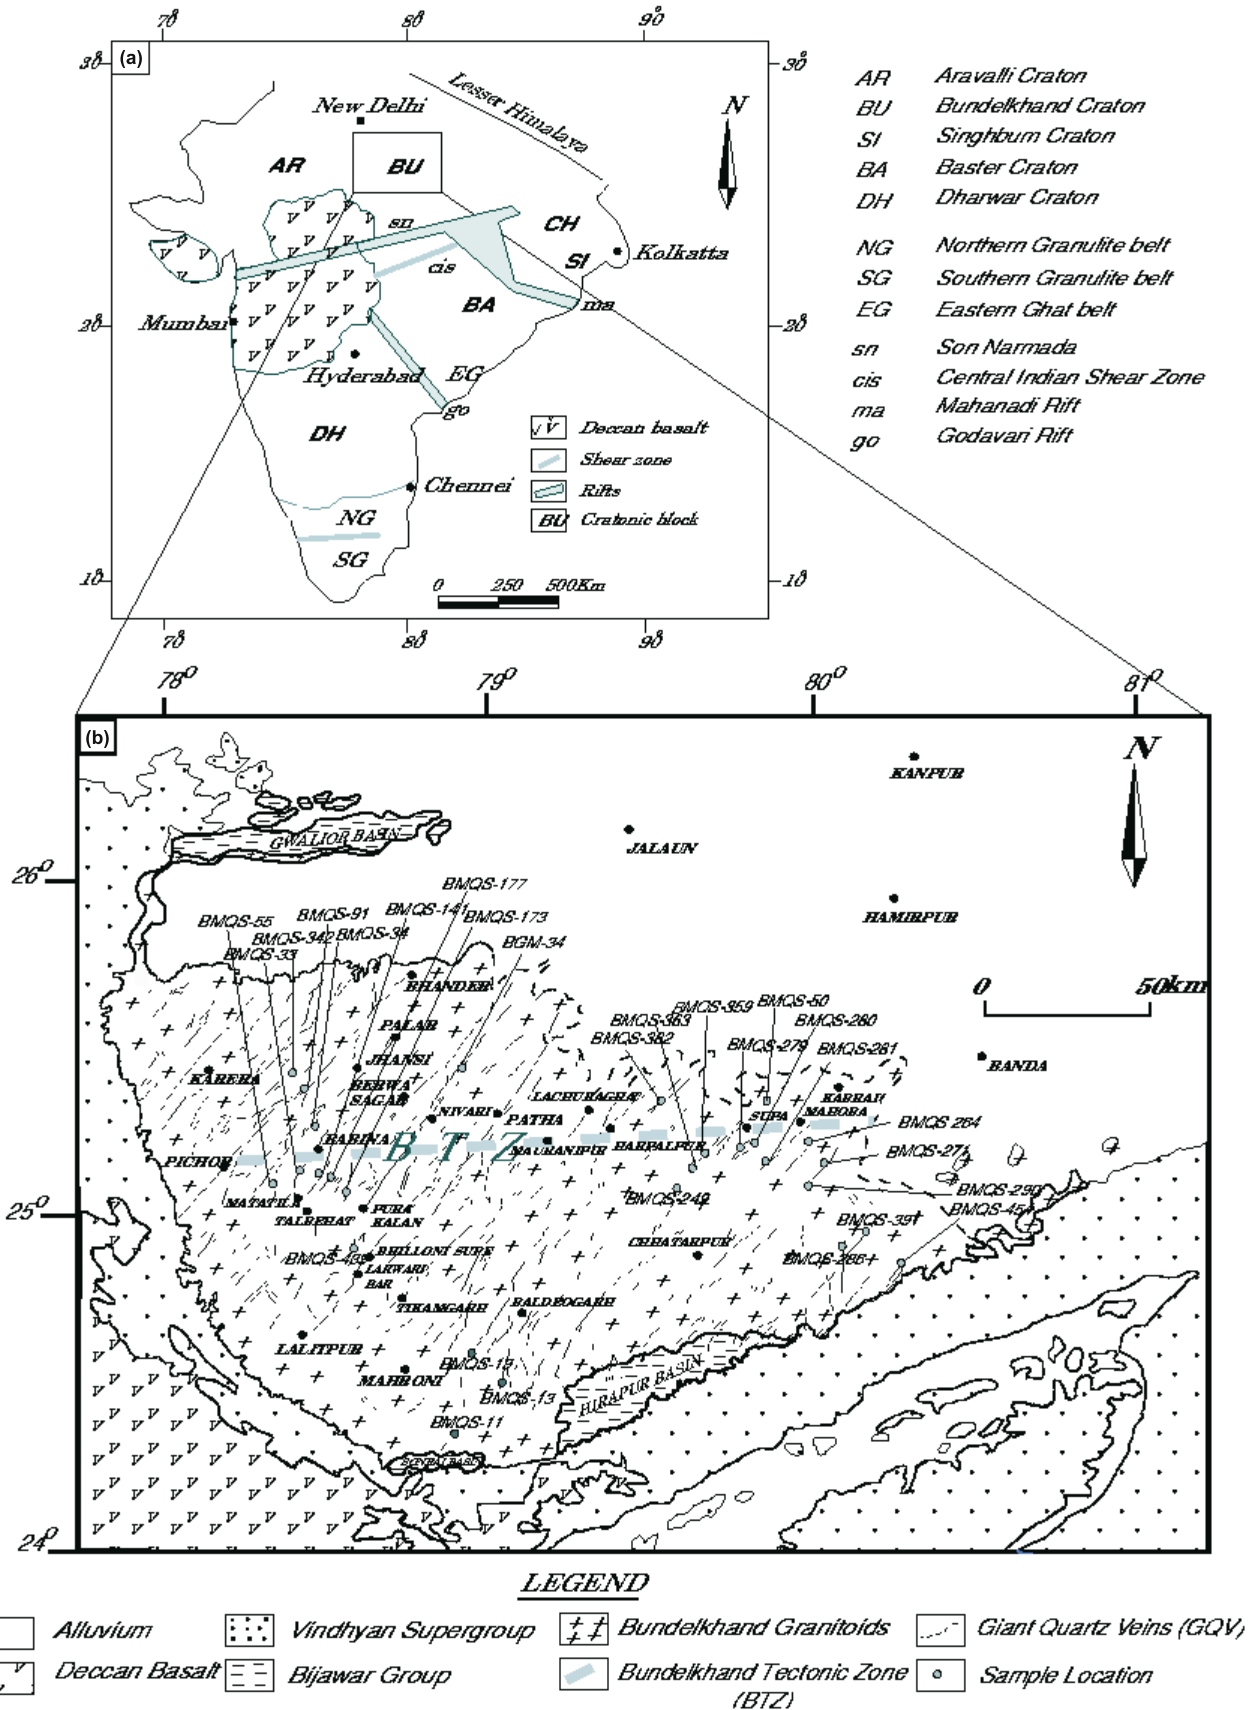 70°
80°
90°
(a)
30°
30°
Lesser Himalaya
New Delhi
N
AR
BU
sn
CH
cis
SI
Kolkatta
BA
ma
Mumbai
20°
20°
Hyderabad
EG
go
DH
Deccan basalt
Shear zone
Chennei
Rifts
NG
BU
Cratonic block
SG
10°
10°
0 250 500Km
70°
80°
90°
AR Aravalli Craton
BU Bundelkhand Craton
SI Singhbum Craton
BA Baster Craton
DH Dharwar Craton
NG Northern Granulite belt
SG Southern Granulite belt
EG Eastern Ghat belt
sn Son Narmada
cis Central Indian Shear Zone
ma Mahanadi Rift
go Godavari Rift
78°
79°
80°
81°
(b)
N
KANPUR
GWALIOR BASIN
JALAUN
26°
BMQS-177
HAMIRPUR
BMQS-55
BMQS-91
BMQS-141
BMQS-173
BMQS-342
BMQS-34
BGM-34
BMQS-33
BHANDER
0 50km
BMQS-359
BMQS-50
PALAR
BMQS-363
BMQS-280
BMQS-362
BMQS-279
BMQS-281
JHANSI
BANDA
KARERA
BERWA
SAGAR
LACHURAGHAT
KABRAI
NIVARI
PATHA
SUPA
MAHOBA
BMQS-264
BABINA
BTZ
MAURANIPUR
HARPALPUR
BMQS-271
PICHOR
MATATILA
BMQS-249
BMQS-290
25°
TALBEHAT
PURA
KALAN
BMQS-391
CHHATARPUR
BMQS-286
LARWARI
BAR
TIKAMGARH
BALDEOGARH
LALITPUR
BMQS-15
MAHRONI
BMQS-13
HIRAPUR BASIN
BMQS-11
24°
LEGEND
Alluvium
Vindhyan Supergroup
Bundelkhand Granitoids
Giant Quartz Veins (GQV)
Deccan Basalt
Bijawar Group
Bundelkhand Tectonic Zone
(BTZ)
Sample Location